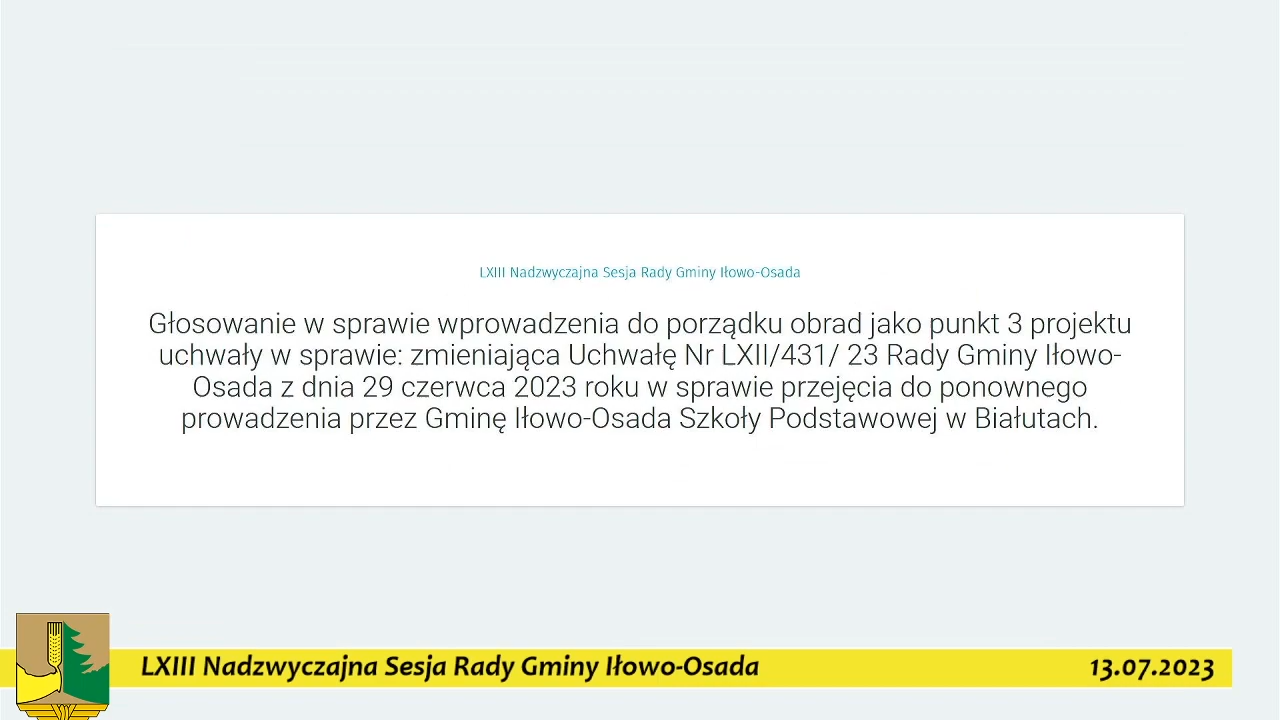 LXIII Nadzwyczajna Sesja Rady Gminy Iłowo-Osada
Głosowanie w sprawie wprowadzenia do porządku obrad jako punkt 3 projektu
uchwały w sprawie: zmieniająca Uchwałę Nr LXII/431/ 23 Rady Gminy Iłowo-
Osada z dnia 29 czerwca 2023 roku w sprawie przejęcia do ponownego
prowadzenia przez Gminę Iłowo-Osada Szkoły Podstawowej w Białutach.
LXIII Nadzwyczajna Sesja Rady Gminy Iłowo-Osada 13.07.2023